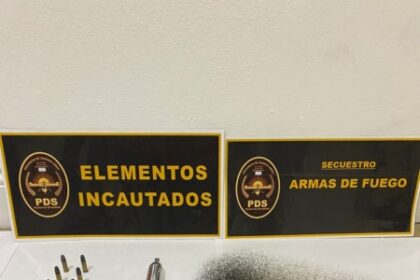 ELEMENTOS
INCAUTADOS
PDS
SECUESTRO
ARMAS DE FUEGO
PDS